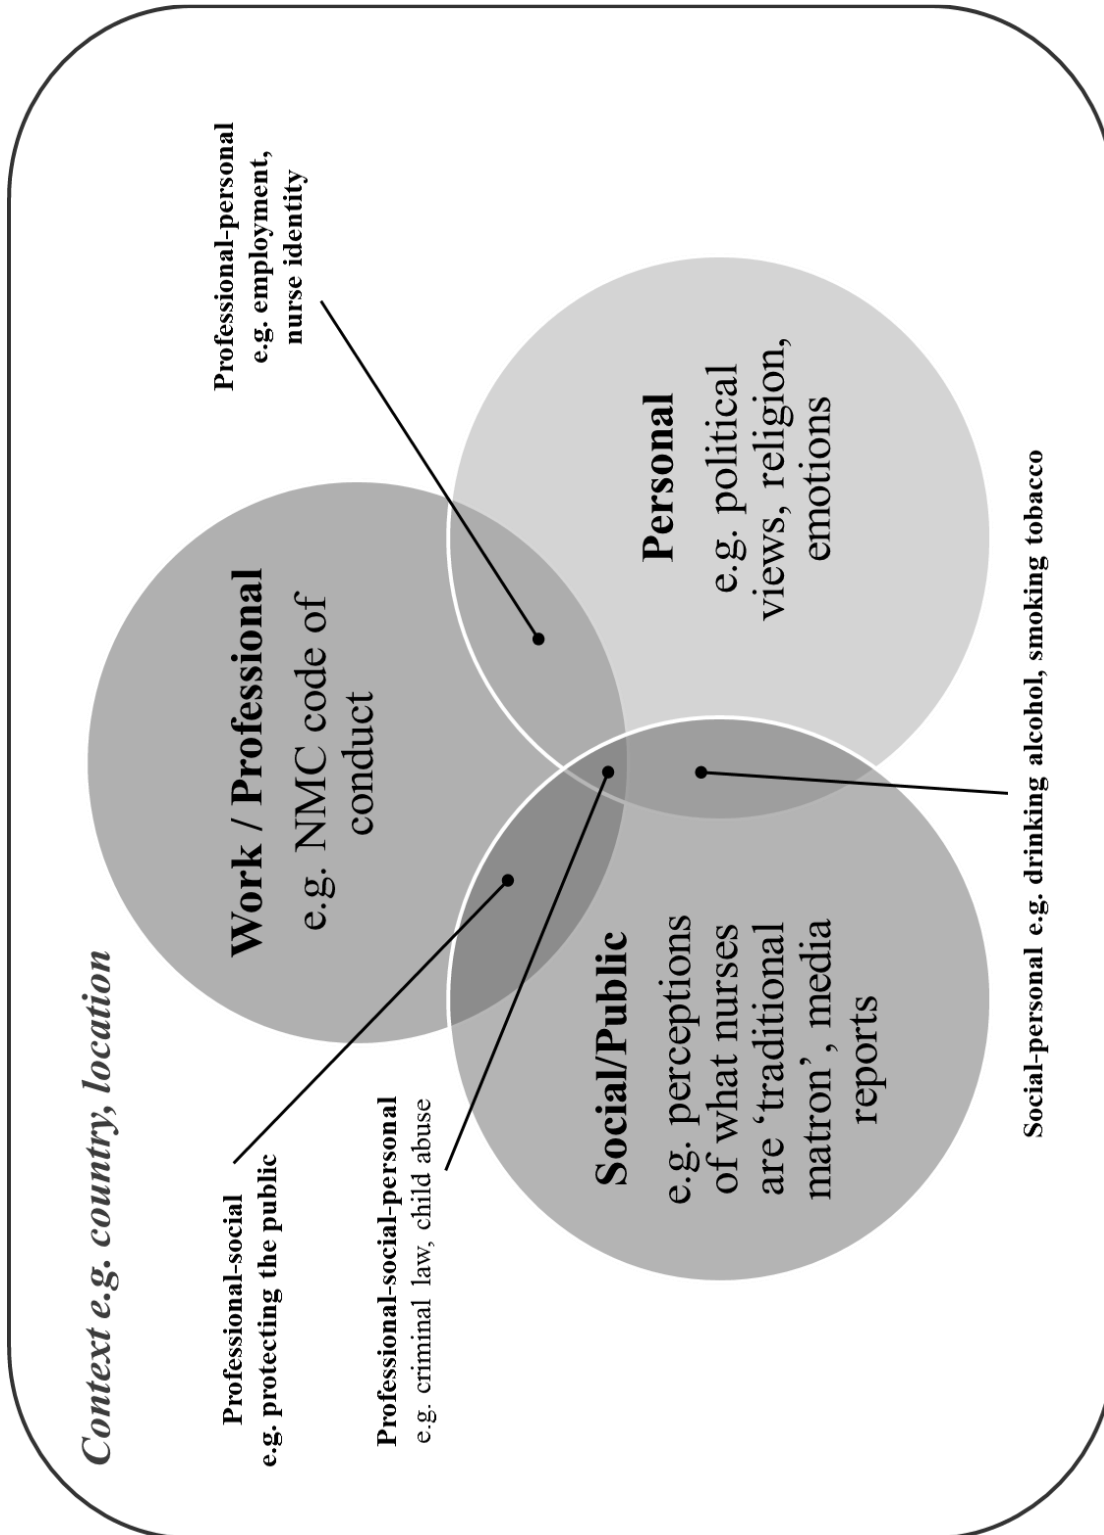 Context e.g. country, location
Professional-social
e.g. protecting the public
Professional-social-personal
e.g. criminal law, child abuse
Work / Professional
e.g. NMC code of
conduct
Professional-personal
e.g. employment,
nurse identity
Social/Public
e.g. perceptions
of what nurses
are ‘traditional
matron’, media
reports
Personal
e.g. political
views, religion,
emotions
Social-personal e.g. drinking alcohol, smoking tobacco